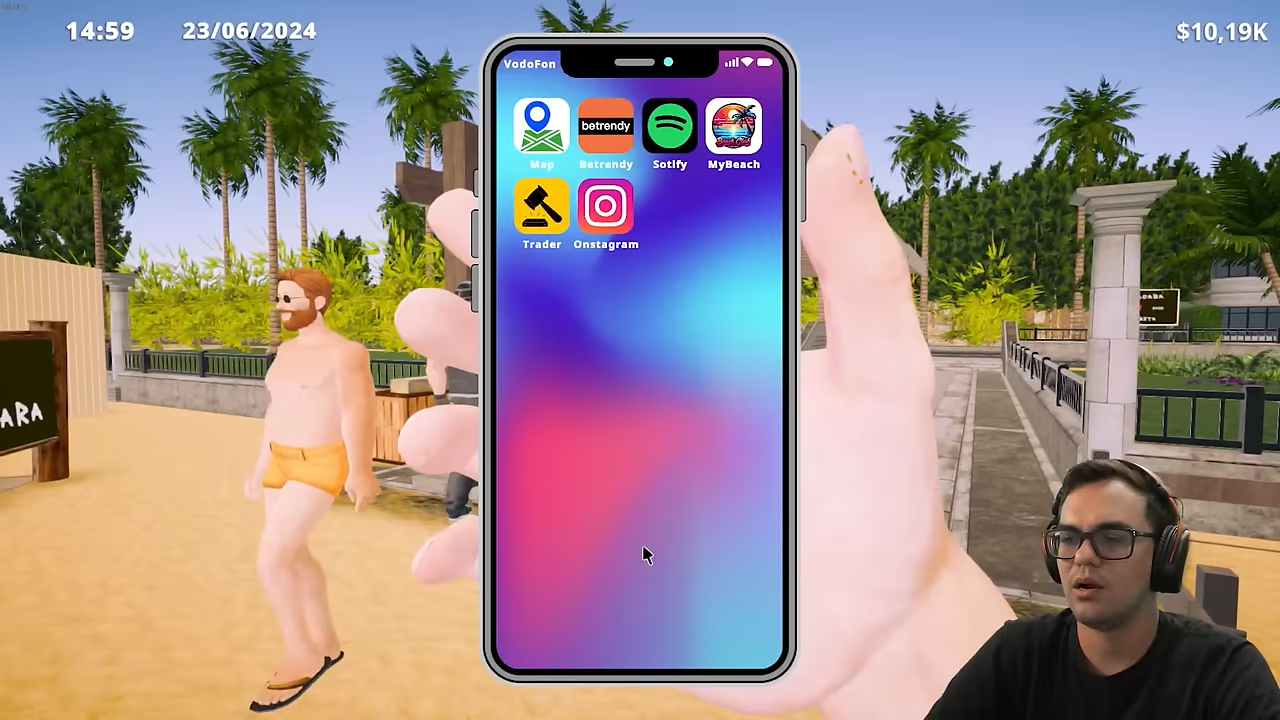 14:59 23/06/2024 $10,19K
VodoFon
betrendy
Map Betrendy Sotify MyBeach
Trader Onstagram
ARA